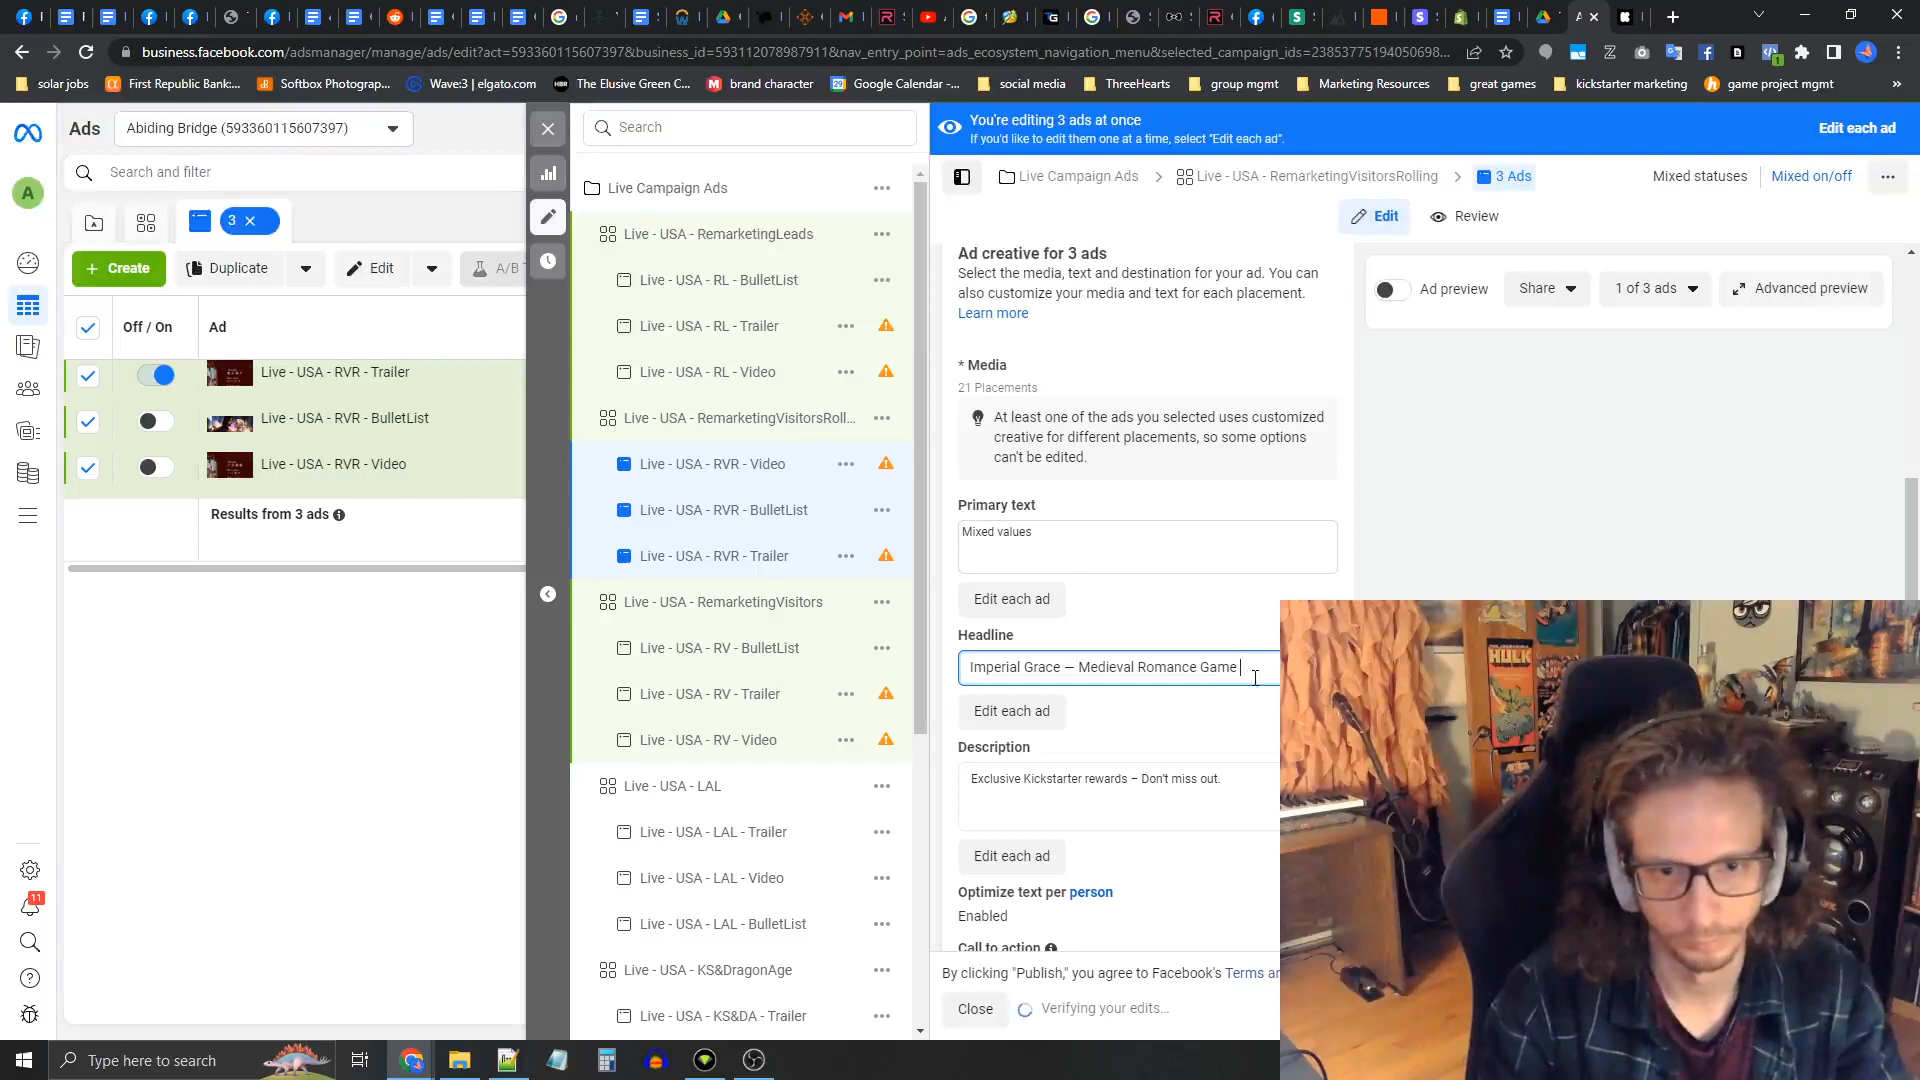 business.facebook.com/adsmanager/manage/ads/edit?act=593360115607397&business_id=593112078987911&nav_entry_point=ads_ecosystem_navigation_menu&selected_campaign_ids=23853775194050698...
solar jobs
First Republic Bank:...
Softbox Photograp...
Wave:3 | elgato.com
The Elusive Green C...
brand character
Google Calendar -...
social media
ThreeHearts
group mgmt
Marketing Resources
great games
kickstarter marketing
game project mgmt
»
Ads
Abiding Bridge (593360115607397)
Search and filter
A
3
+ Create
Duplicate
Edit
A/B
Off / On
Ad
Live - USA - RVR - Trailer
Live - USA - RVR - BulletList
Live - USA - RVR - Video
Results from 3 ads
11
Search
Live Campaign Ads
Live - USA - RemarketingLeads
Live - USA - RL - BulletList
Live - USA - RL - Trailer
Live - USA - RL - Video
Live - USA - RemarketingVisitorsRoll...
Live - USA - RVR - Video
Live - USA - RVR - BulletList
Live - USA - RVR - Trailer
Live - USA - RemarketingVisitors
Live - USA - RV - BulletList
Live - USA - RV - Trailer
Live - USA - RV - Video
Live - USA - LAL
Live - USA - LAL - Trailer
Live - USA - LAL - Video
Live - USA - LAL - BulletList
Live - USA - KS&DragonAge
Live - USA - KS&DA - Trailer
You're editing 3 ads at once
If you'd like to edit them one at a time, select "Edit each ad".
Edit each ad
Live Campaign Ads > Live - USA - RemarketingVisitorsRolling > 3 Ads
Mixed statuses
Mixed on/off
Edit
Review
Ad creative for 3 ads
Select the media, text and destination for your ad. You can
also customize your media and text for each placement.
Learn more
* Media
21 Placements
At least one of the ads you selected uses customized
creative for different placements, so some options
can't be edited.
Primary text
Mixed values
Edit each ad
Headline
Imperial Grace — Medieval Romance Game
Edit each ad
Description
Exclusive Kickstarter rewards – Don't miss out.
Edit each ad
Optimize text per person
Enabled
Call to action
By clicking "Publish," you agree to Facebook's Terms
Close
Verifying your edits...
Ad preview
Share
1 of 3 ads
Advanced preview
HULK
Type here to search